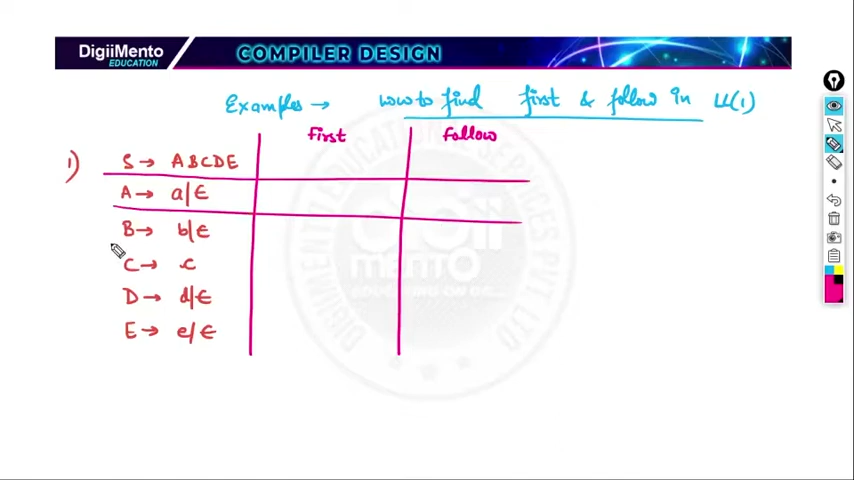 DigiiMento
EDUCATION
COMPILER DESIGN
Examples → how to find first & follow in LL(1)
First Follow
1) S → ABCDE
A → a/ε
B → b/ε
C → c
D → d/ε
E → e/ε